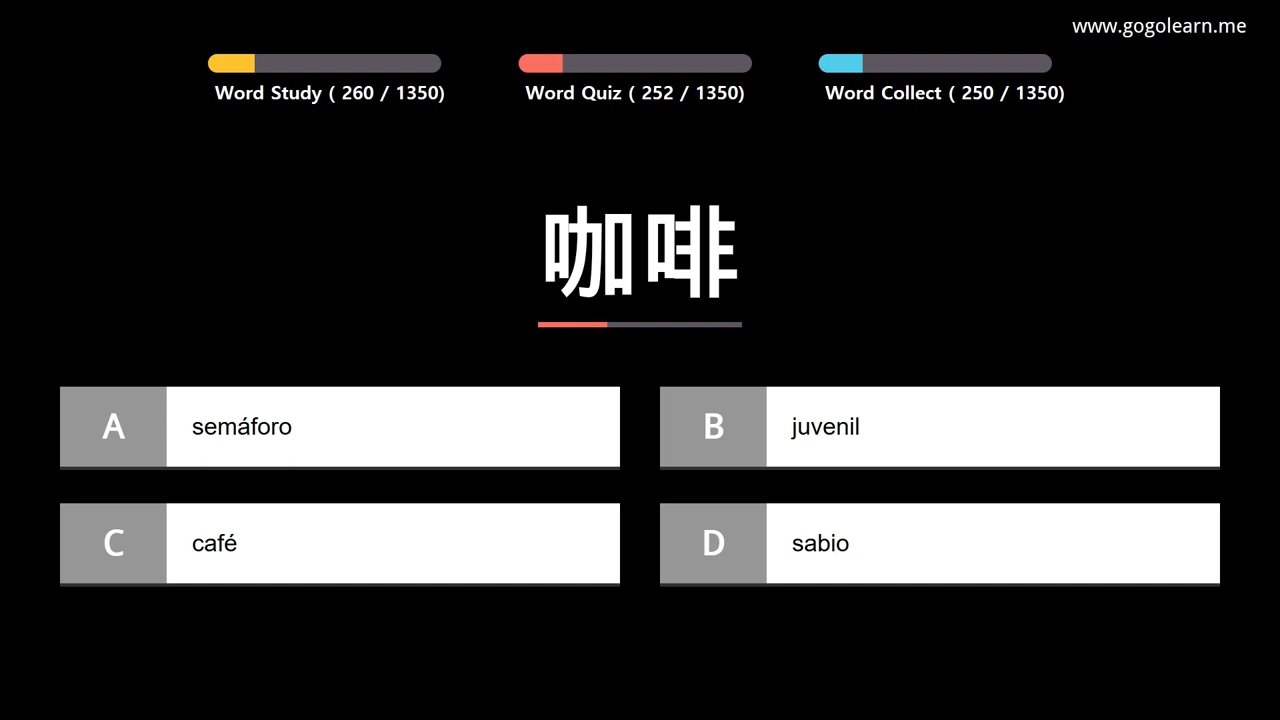 www.gogolearn.me
Word Study ( 260 / 1350)
Word Quiz ( 252 / 1350)
Word Collect ( 250 / 1350)
咖啡
A semáforo
B juvenil
C café
D sabio